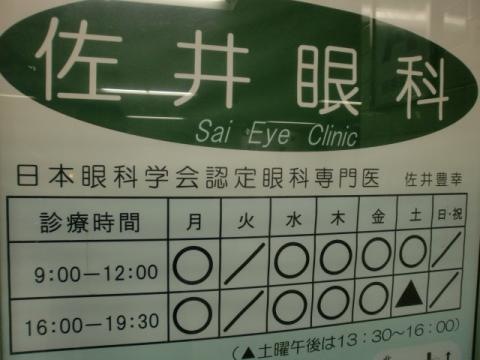 佐井眼科
Sai Eye Clinic
日本眼科学会認定眼科専門医 佐井豊幸
診療時間 月 火 水 木 金 土 日・祝
9:00－12:00 ○ ／ ○ ○ ○ ○ ／
16:00－19:30 ○ ／ ○ ○ ○ ▲ ／
(▲土曜午後は13：30～16：00)